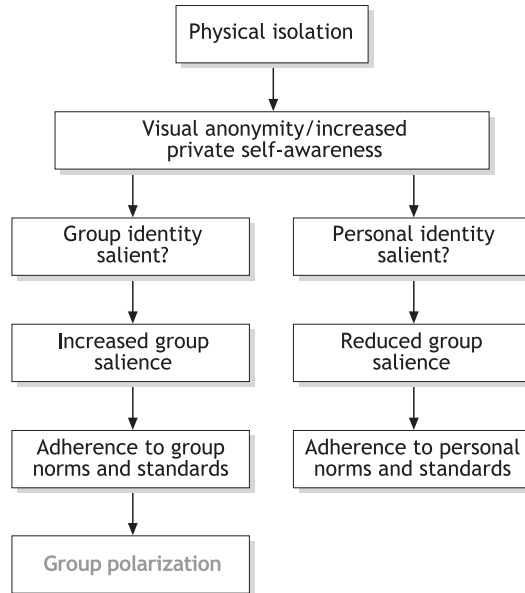 Physical isolation
Visual anonymity/increased
private self-awareness
Group identity
salient?
Personal identity
salient?
Increased group
salience
Reduced group
salience
Adherence to group
norms and standards
Adherence to personal
norms and standards
Group polarization